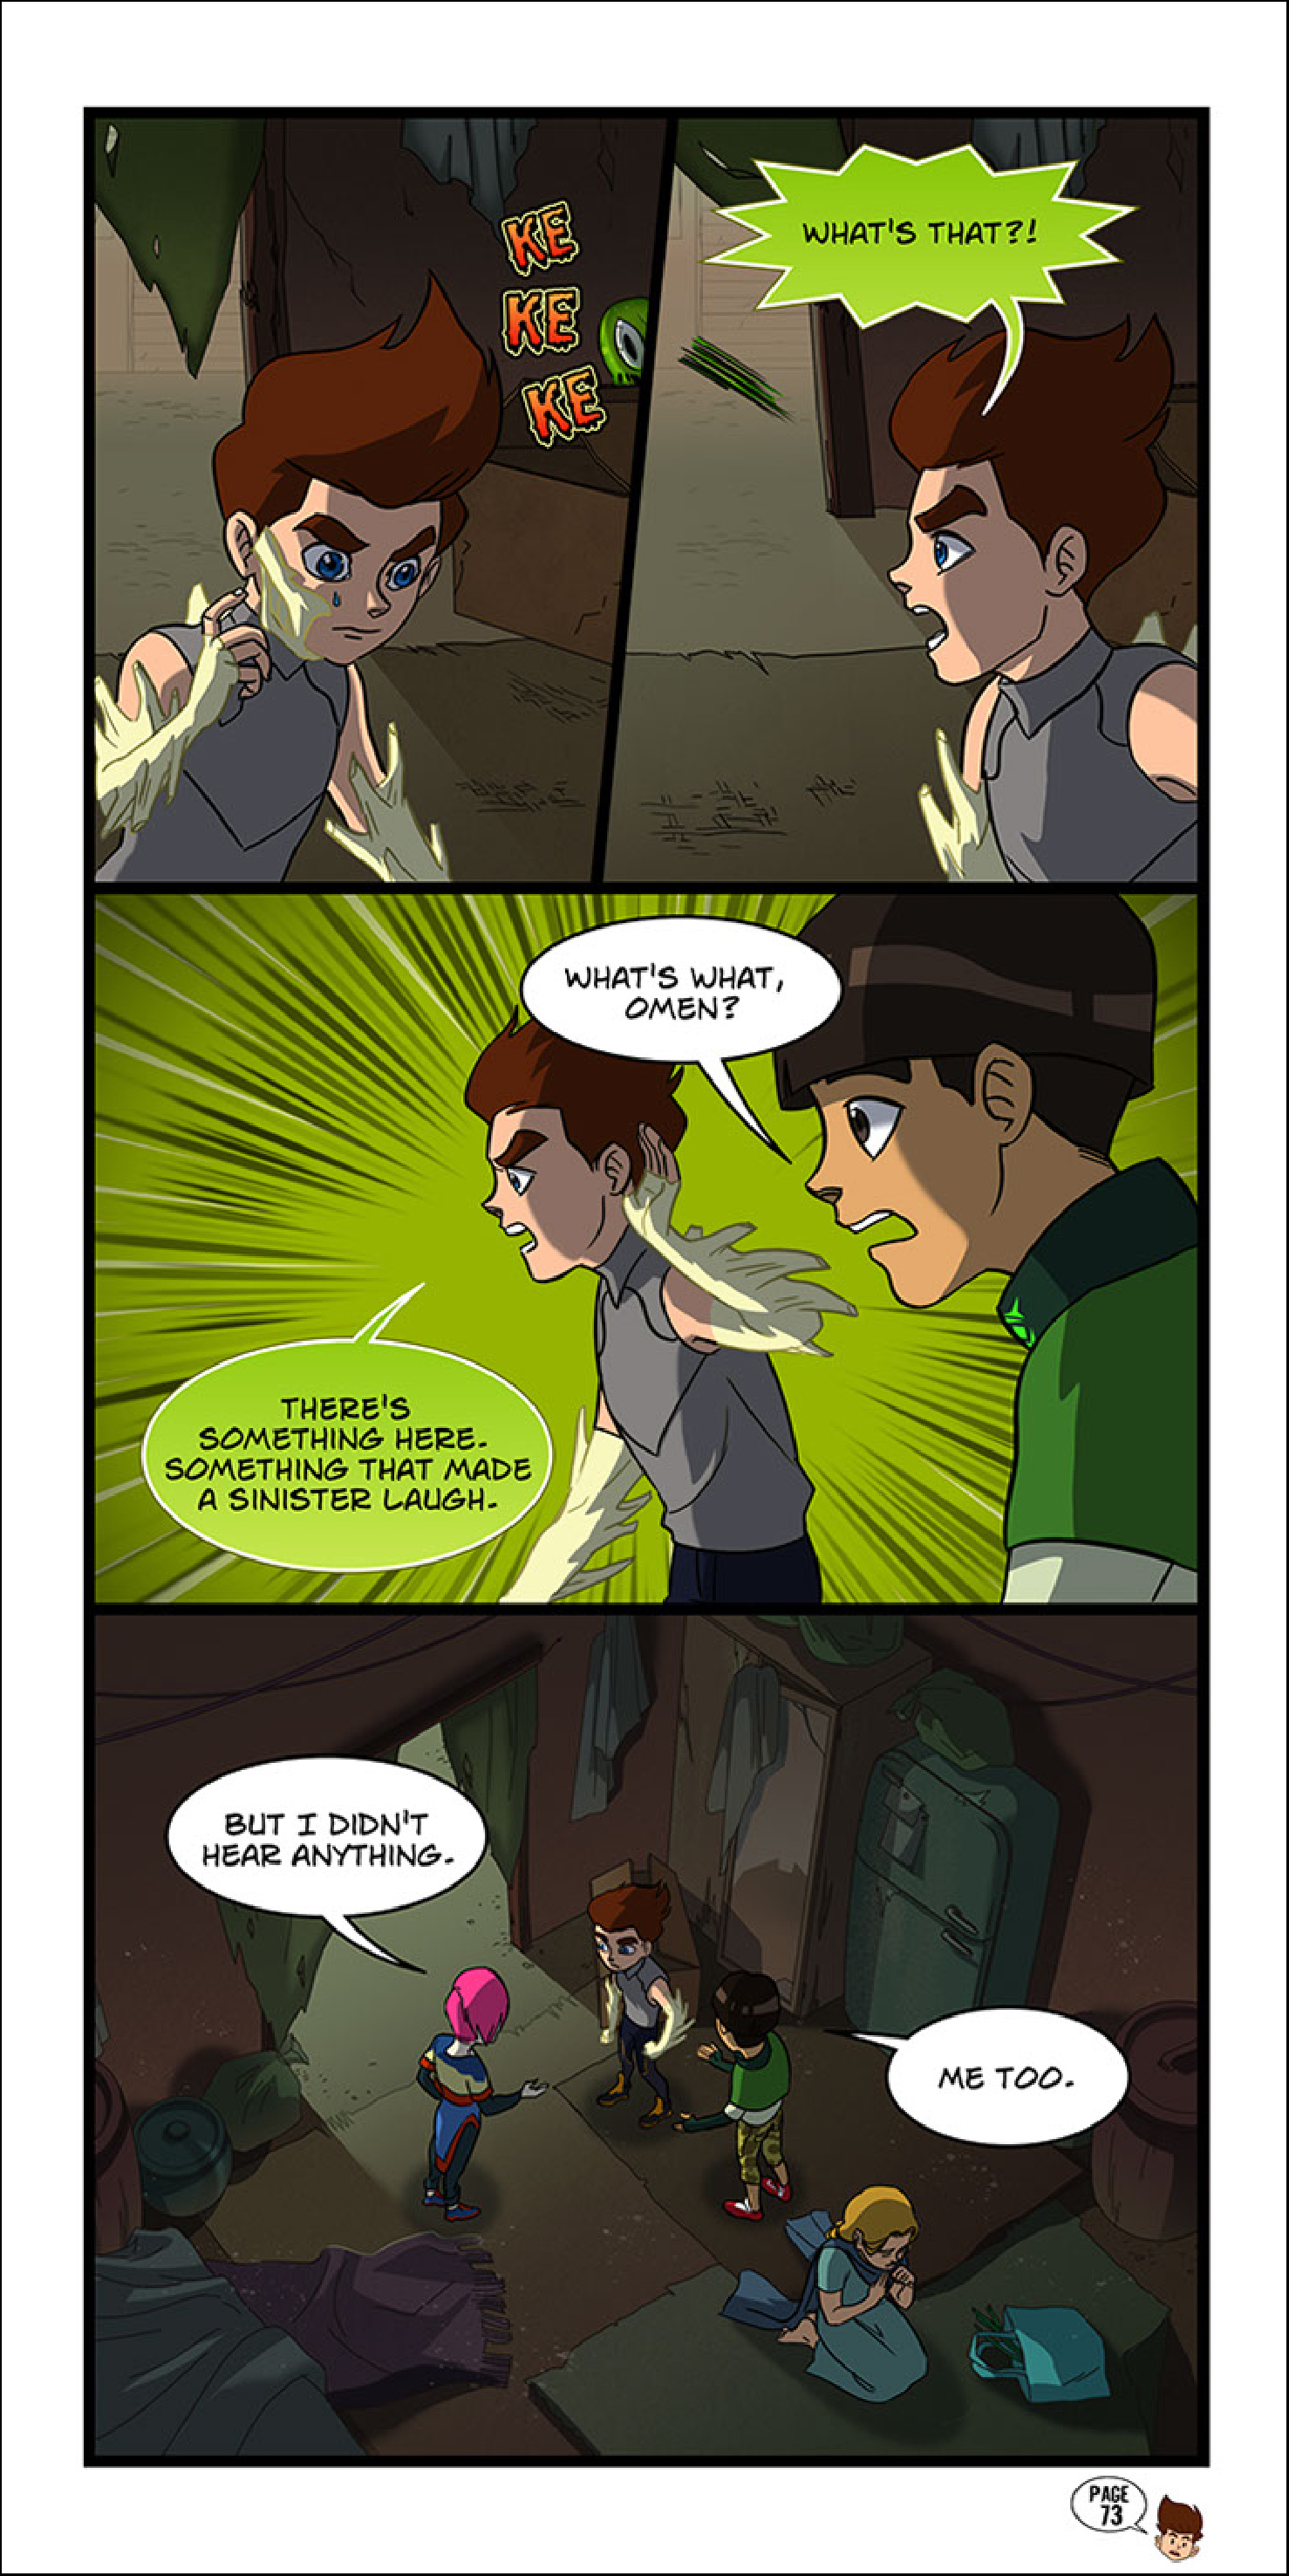 KE
KE
KE
WHAT'S THAT?!
WHAT'S WHAT,
OMEN?
THERE'S
SOMETHING HERE.
SOMETHING THAT MADE
A SINISTER LAUGH.
BUT I DIDN'T
HEAR ANYTHING.
ME TOO.
PAGE
73